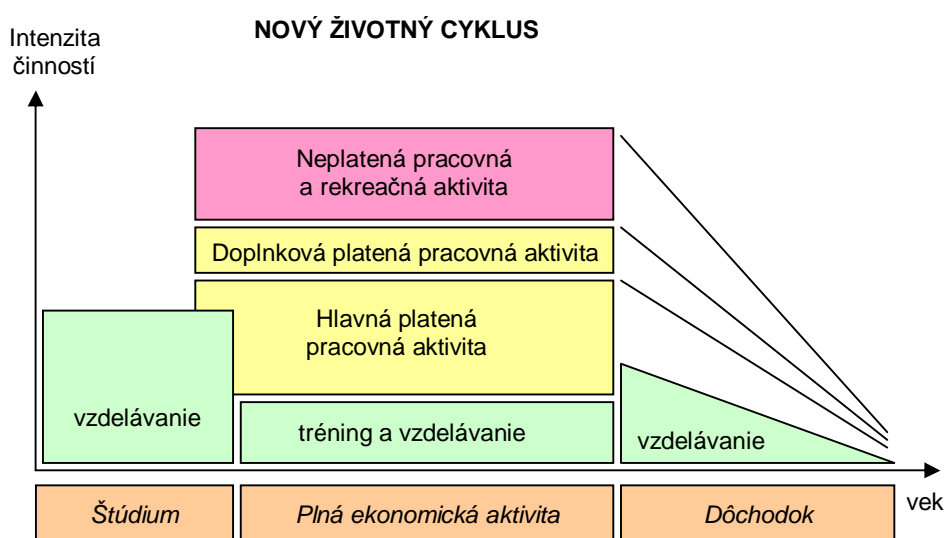 NOVÝ ŽIVOTNÝ CYKLUS
Intenzita
činností
Neplatená pracovná
a rekreačná aktivita
Doplnková platená pracovná aktivita
Hlavná platená
pracovná aktivita
vzdelávanie
tréning a vzdelávanie
vzdelávanie
vek
Štúdium
Plná ekonomická aktivita
Dôchodok